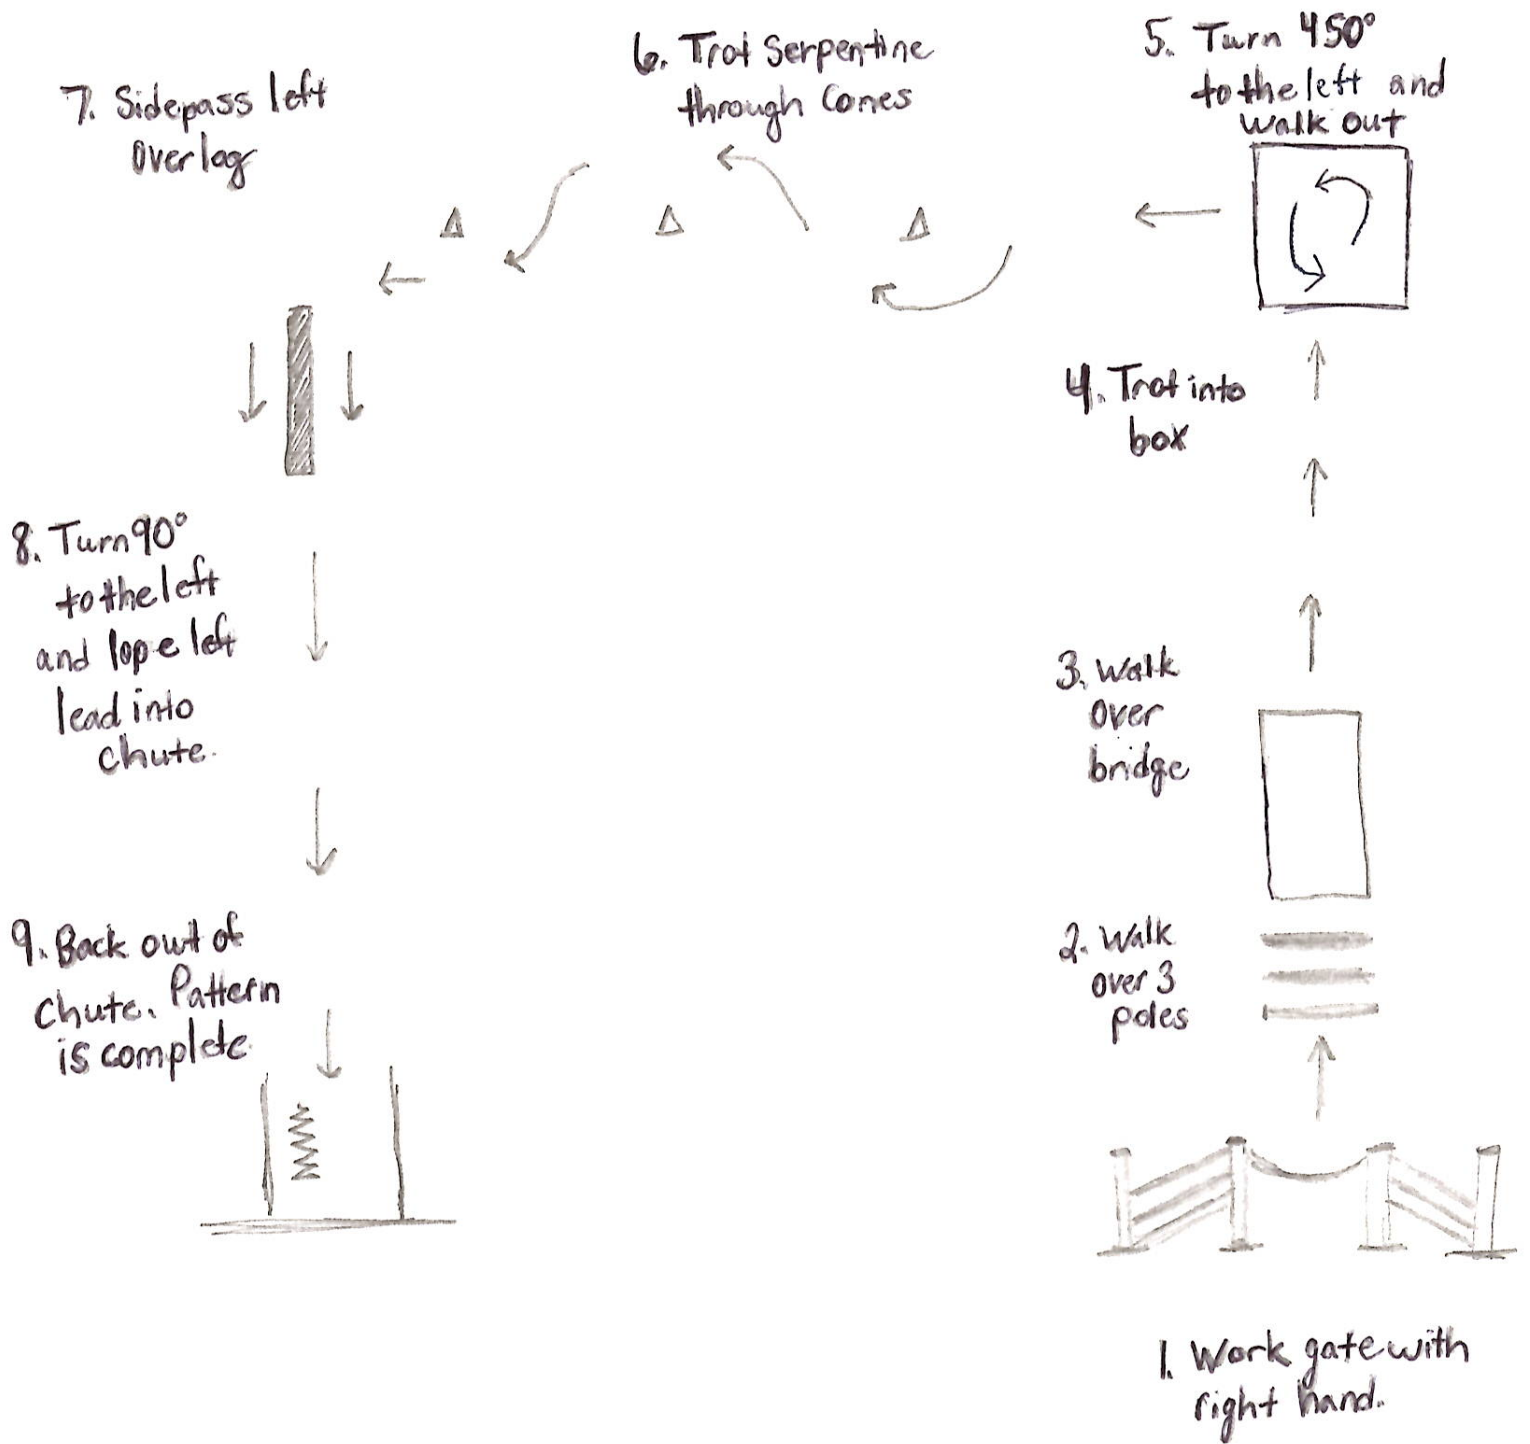 7. Sidepass left
over log
6. Trot Serpentine
through Cones
5. Turn 450°
to the left and
walk out
4. Trot into
box
8. Turn 90°
to the left
and lope left
lead into
chute.
3. Walk
over
bridge
9. Back out of
chute. Pattern
is complete
2. Walk
over 3
poles
1. Work gate with
right hand.